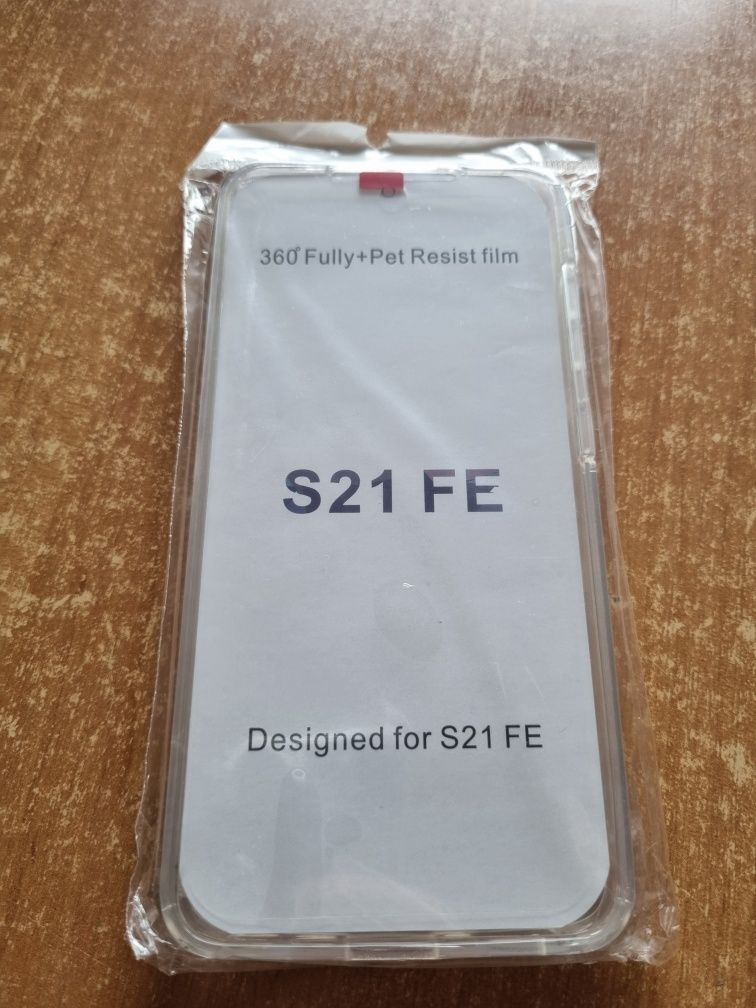 360° Fully+Pet Resist film
S21 FE
Designed for S21 FE